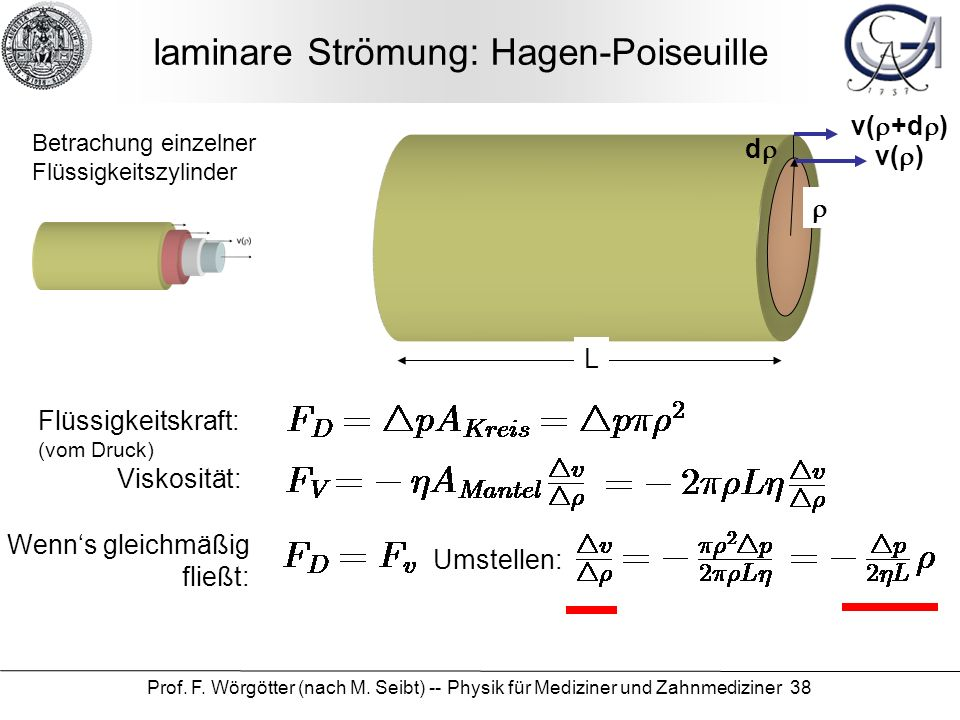 laminare Strömung: Hagen-Poiseuille
Betrachung einzelner
Flüssigkeitszylinder
v(ρ)
dρ
v(ρ+dρ)
v(ρ)
ρ
L
Flüssigkeitskraft:
(vom Druck)
F_D = △pA_Kreis = △pπρ²
Viskosität:
F_V = −ηA_Mantel △v/△ρ = −2πρLη △v/△ρ
Wenn‘s gleichmäßig
fließt:
F_D = F_v
Umstellen:
△v/△ρ = −πρ²△p/2πρLη = −△p/2ηL ρ
Prof. F. Wörgötter (nach M. Seibt) -- Physik für Mediziner und Zahnmediziner 38